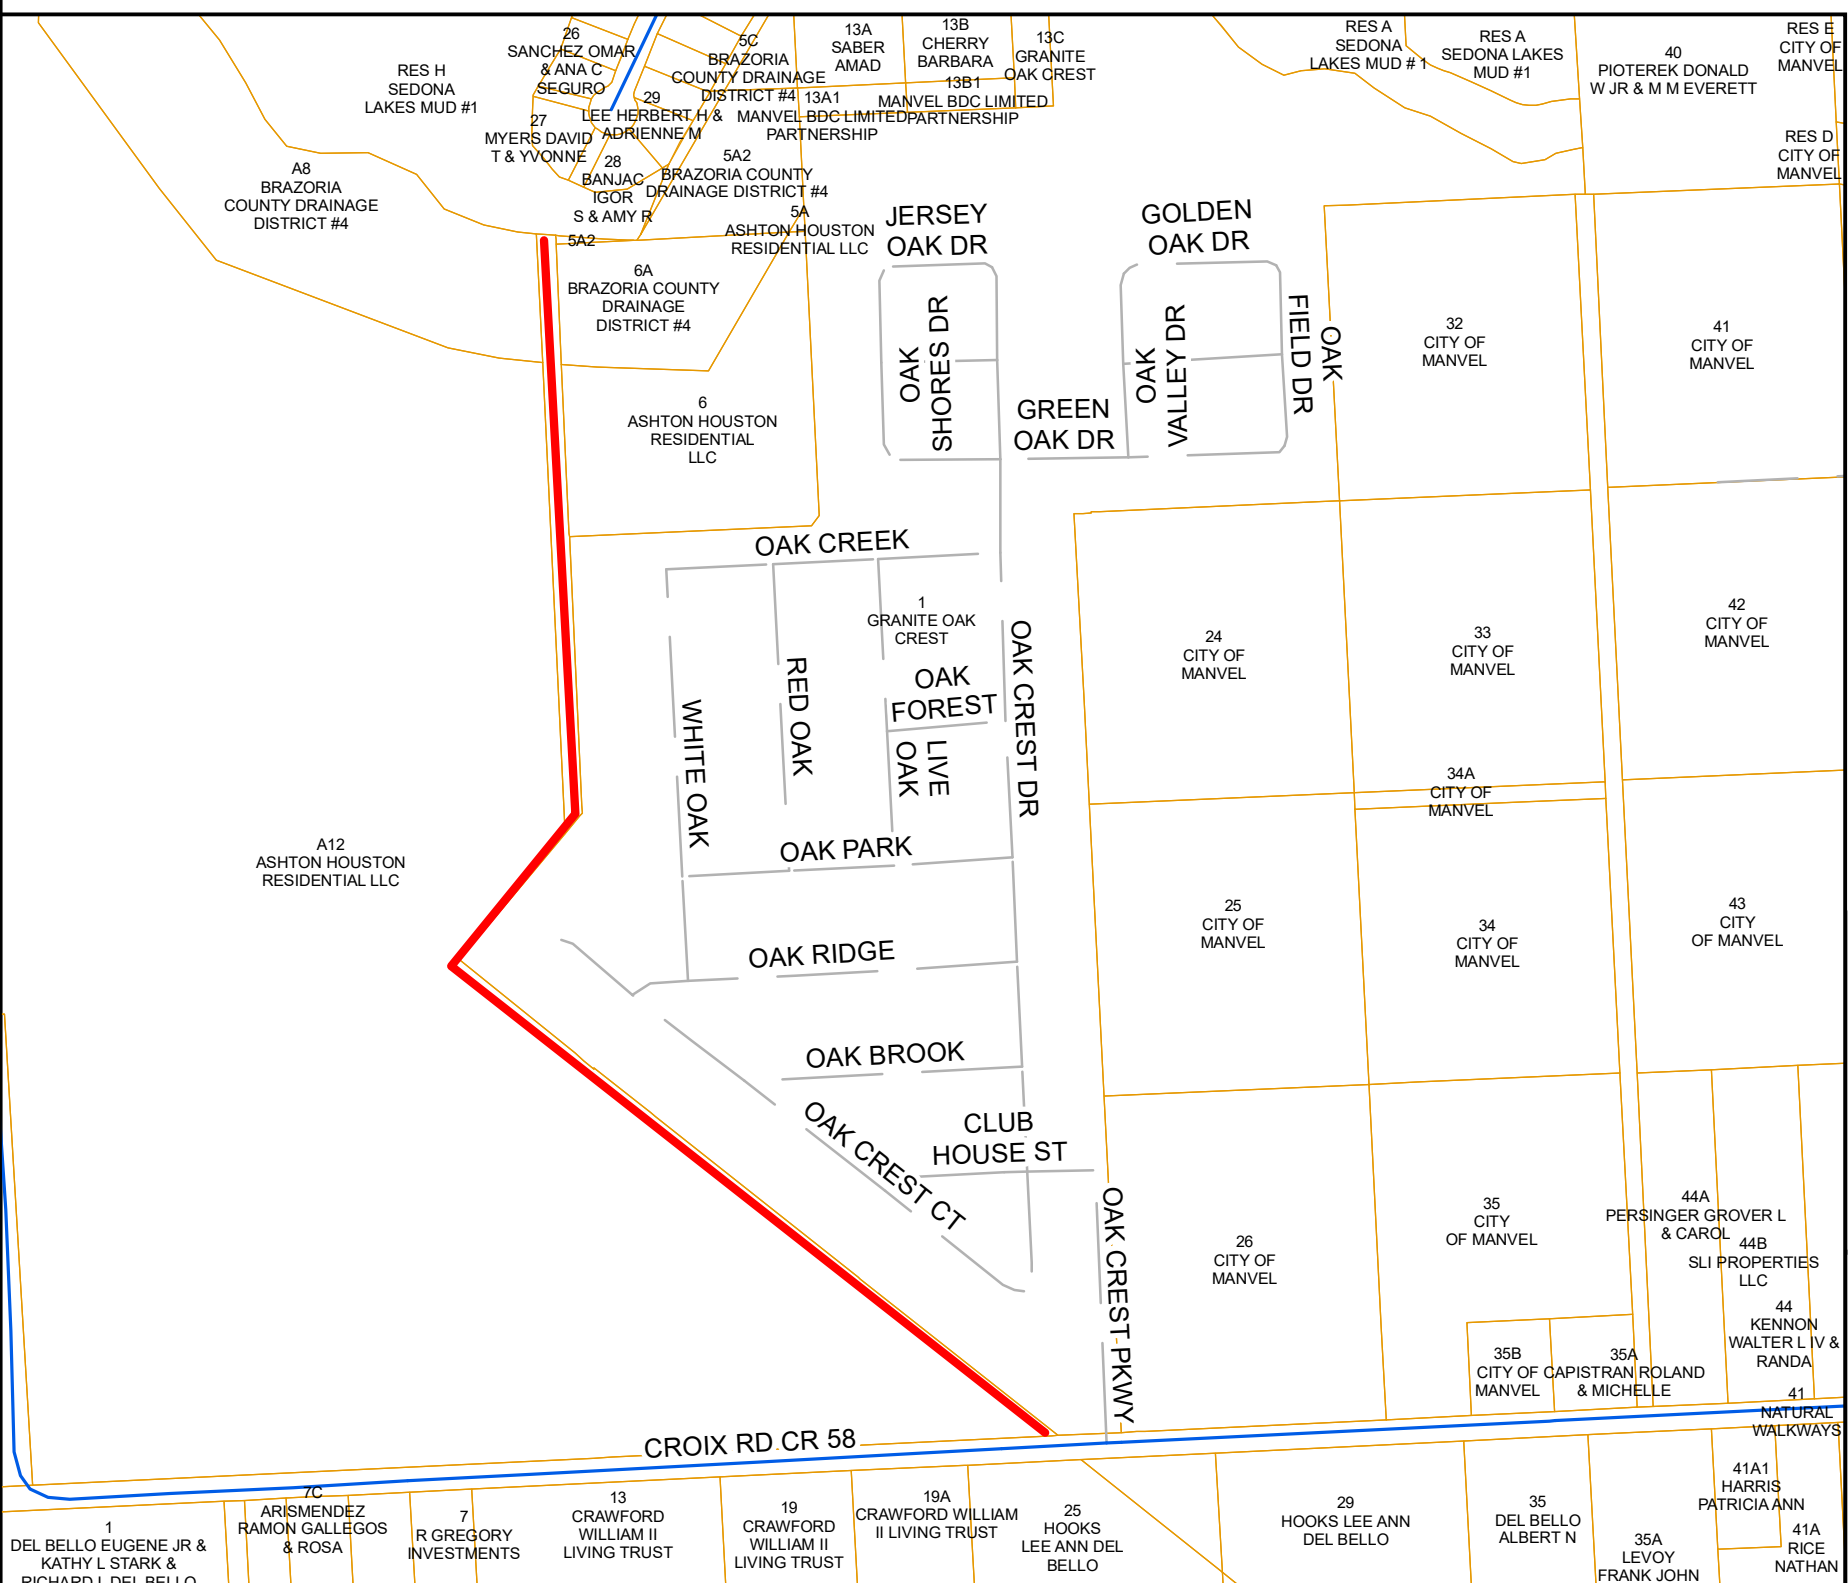 26
SANCHEZ OMAR
& ANA C
SEGURO
5C
BRAZORIA
COUNTY DRAINAGE
DISTRICT #4
13A
SABER
AMAD
13B
CHERRY
BARBARA
13C
GRANITE
OAK CREST
RES A
SEDONA
LAKES MUD # 1
RES A
SEDONA LAKES
MUD #1
40
PIOTEREK DONALD
W JR & M M EVERETT
RES E
CITY OF
MANVEL
RES H
SEDONA
LAKES MUD #1
27
MYERS DAVID
T & YVONNE
29
LEE HERBERT H &
ADRIENNE M
13A1
MANVEL BDC LIMITED
PARTNERSHIP
13B1
MANVEL BDC LIMITED
PARTNERSHIP
28
BANJAC
IGOR
S & AMY R
5A2
BRAZORIA COUNTY
DRAINAGE DISTRICT #4
RES D
CITY OF
MANVEL
A8
BRAZORIA
COUNTY DRAINAGE
DISTRICT #4
5A
ASHTON HOUSTON
RESIDENTIAL LLC
5A2
JERSEY
OAK DR
GOLDEN
OAK DR
6A
BRAZORIA COUNTY
DRAINAGE
DISTRICT #4
OAK
SHORES DR
OAK
VALLEY DR
OAK
FIELD DR
32
CITY OF
MANVEL
41
CITY OF
MANVEL
6
ASHTON HOUSTON
RESIDENTIAL
LLC
GREEN
OAK DR
OAK CREEK
1
GRANITE OAK
CREST
24
CITY OF
MANVEL
33
CITY OF
MANVEL
42
CITY OF
MANVEL
WHITE OAK
RED OAK
OAK
FOREST
LIVE
OAK
OAK CREST DR
34A
CITY OF
MANVEL
A12
ASHTON HOUSTON
RESIDENTIAL LLC
OAK PARK
25
CITY OF
MANVEL
34
CITY OF
MANVEL
43
CITY
OF MANVEL
OAK RIDGE
OAK BROOK
OAK CREST CT
CLUB
HOUSE ST
OAK CREST PKWY
26
CITY OF
MANVEL
35
CITY
OF MANVEL
44A
PERSINGER GROVER L
& CAROL
44B
SLI PROPERTIES
LLC
44
KENNON
WALTER L IV &
RANDA
35B
CITY OF
MANVEL
35A
CAPISTRAN ROLAND
& MICHELLE
41
NATURAL
WALKWAYS
CROIX RD CR 58
1
DEL BELLO EUGENE JR &
KATHY L STARK &
RICHARD L DEL BELLO
7C
ARISMENDEZ
RAMON GALLEGOS
& ROSA
7
R GREGORY
INVESTMENTS
13
CRAWFORD
WILLIAM II
LIVING TRUST
19
CRAWFORD
WILLIAM II
LIVING TRUST
19A
CRAWFORD WILLIAM
II LIVING TRUST
25
HOOKS
LEE ANN DEL
BELLO
29
HOOKS LEE ANN
DEL BELLO
35
DEL BELLO
ALBERT N
35A
LEVOY
FRANK JOHN
41A1
HARRIS
PATRICIA ANN
41A
RICE
NATHAN